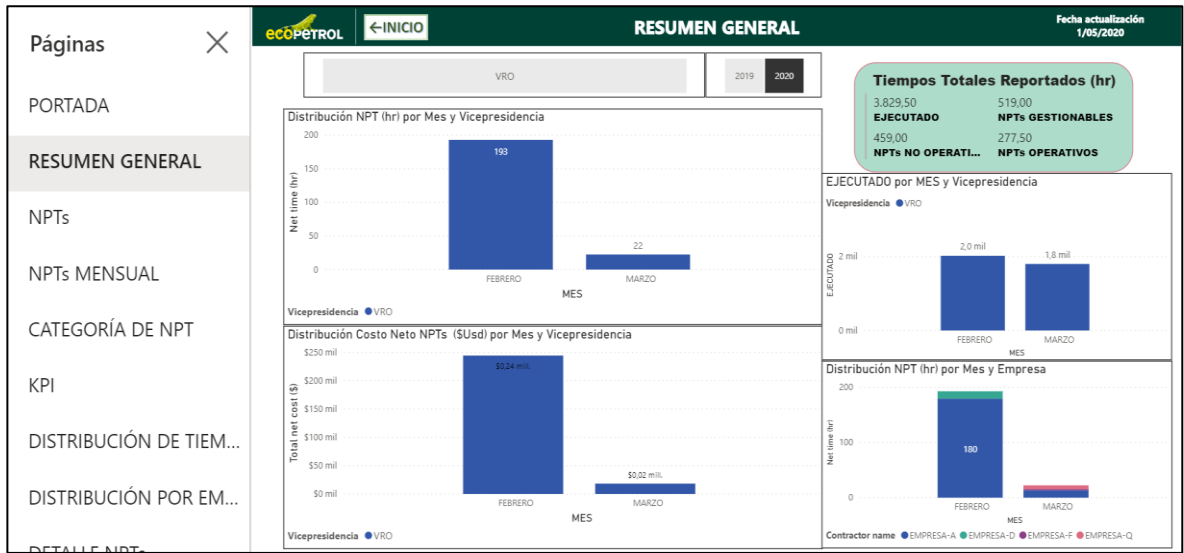 Páginas
PORTADA
RESUMEN GENERAL
NPTs
NPTs MENSUAL
CATEGORÍA DE NPT
KPI
DISTRIBUCIÓN DE TIEM...
DISTRIBUCIÓN POR EM...
DETALLE NPTs
ecopetrol
←INICIO
RESUMEN GENERAL
Fecha actualización
1/05/2020
VRO
2019 2020
Tiempos Totales Reportados (hr)
3.829,50 519,00
EJECUTADO NPTs GESTIONABLES
459,00 277,50
NPTs NO OPERATI... NPTs OPERATIVOS
Distribución NPT (hr) por Mes y Vicepresidencia
Net time (hr)
200
150
100
50
0
193
22
FEBRERO MARZO
MES
Vicepresidencia VRO
Distribución Costo Neto NPTs ($Usd) por Mes y Vicepresidencia
Total net cost ($)
$250 mil
$200 mil
$150 mil
$100 mil
$50 mil
$0 mil
$0,24 mill.
$0,02 mill.
FEBRERO MARZO
MES
Vicepresidencia VRO
EJECUTADO por MES y Vicepresidencia
Vicepresidencia VRO
EJECUTADO
2 mil
0 mil
2,0 mil
1,8 mil
FEBRERO MARZO
MES
Distribución NPT (hr) por Mes y Empresa
Net time (hr)
200
100
0
180
FEBRERO MARZO
MES
Contractor name EMPRESA-A EMPRESA-D EMPRESA-F EMPRESA-Q